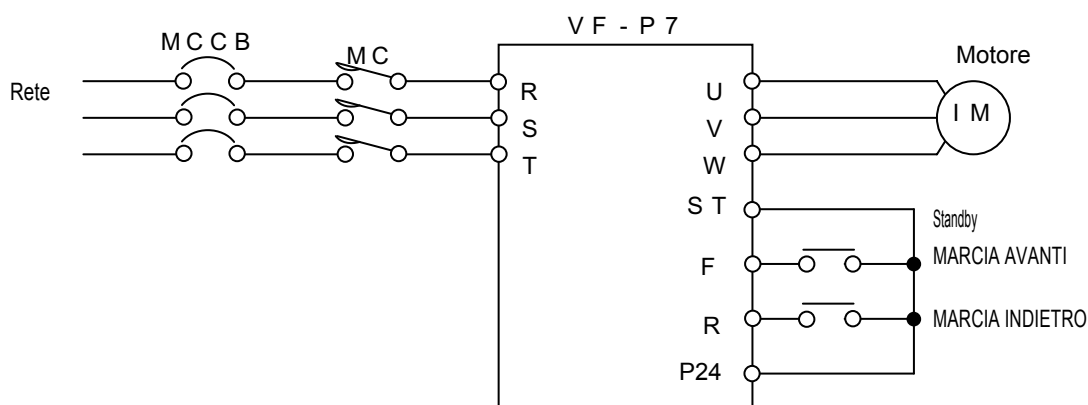 VF-P7
MCCB
MC
Motore
Rete
R
U
IM
S
V
T
W
ST
Standby
F
MARCIA AVANTI
R
MARCIA INDIETRO
P24